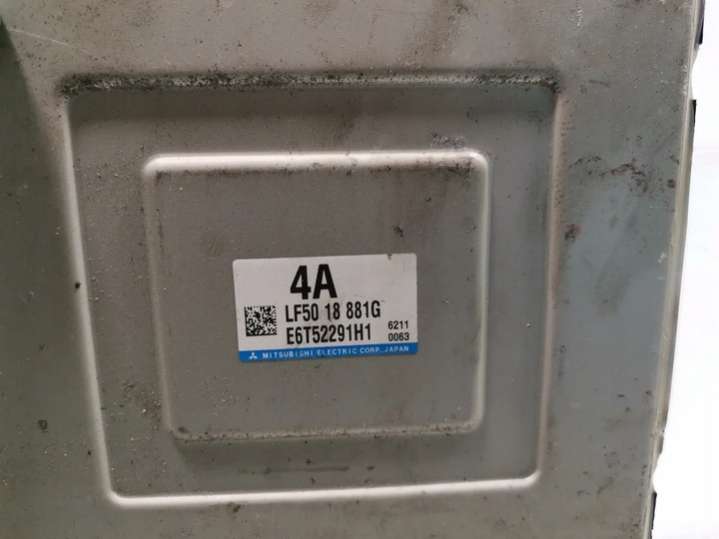 4A
LF50 18 881G
E6T52291H1
6211
0063
MITSUBISHI ELECTRIC CORP. JAPAN